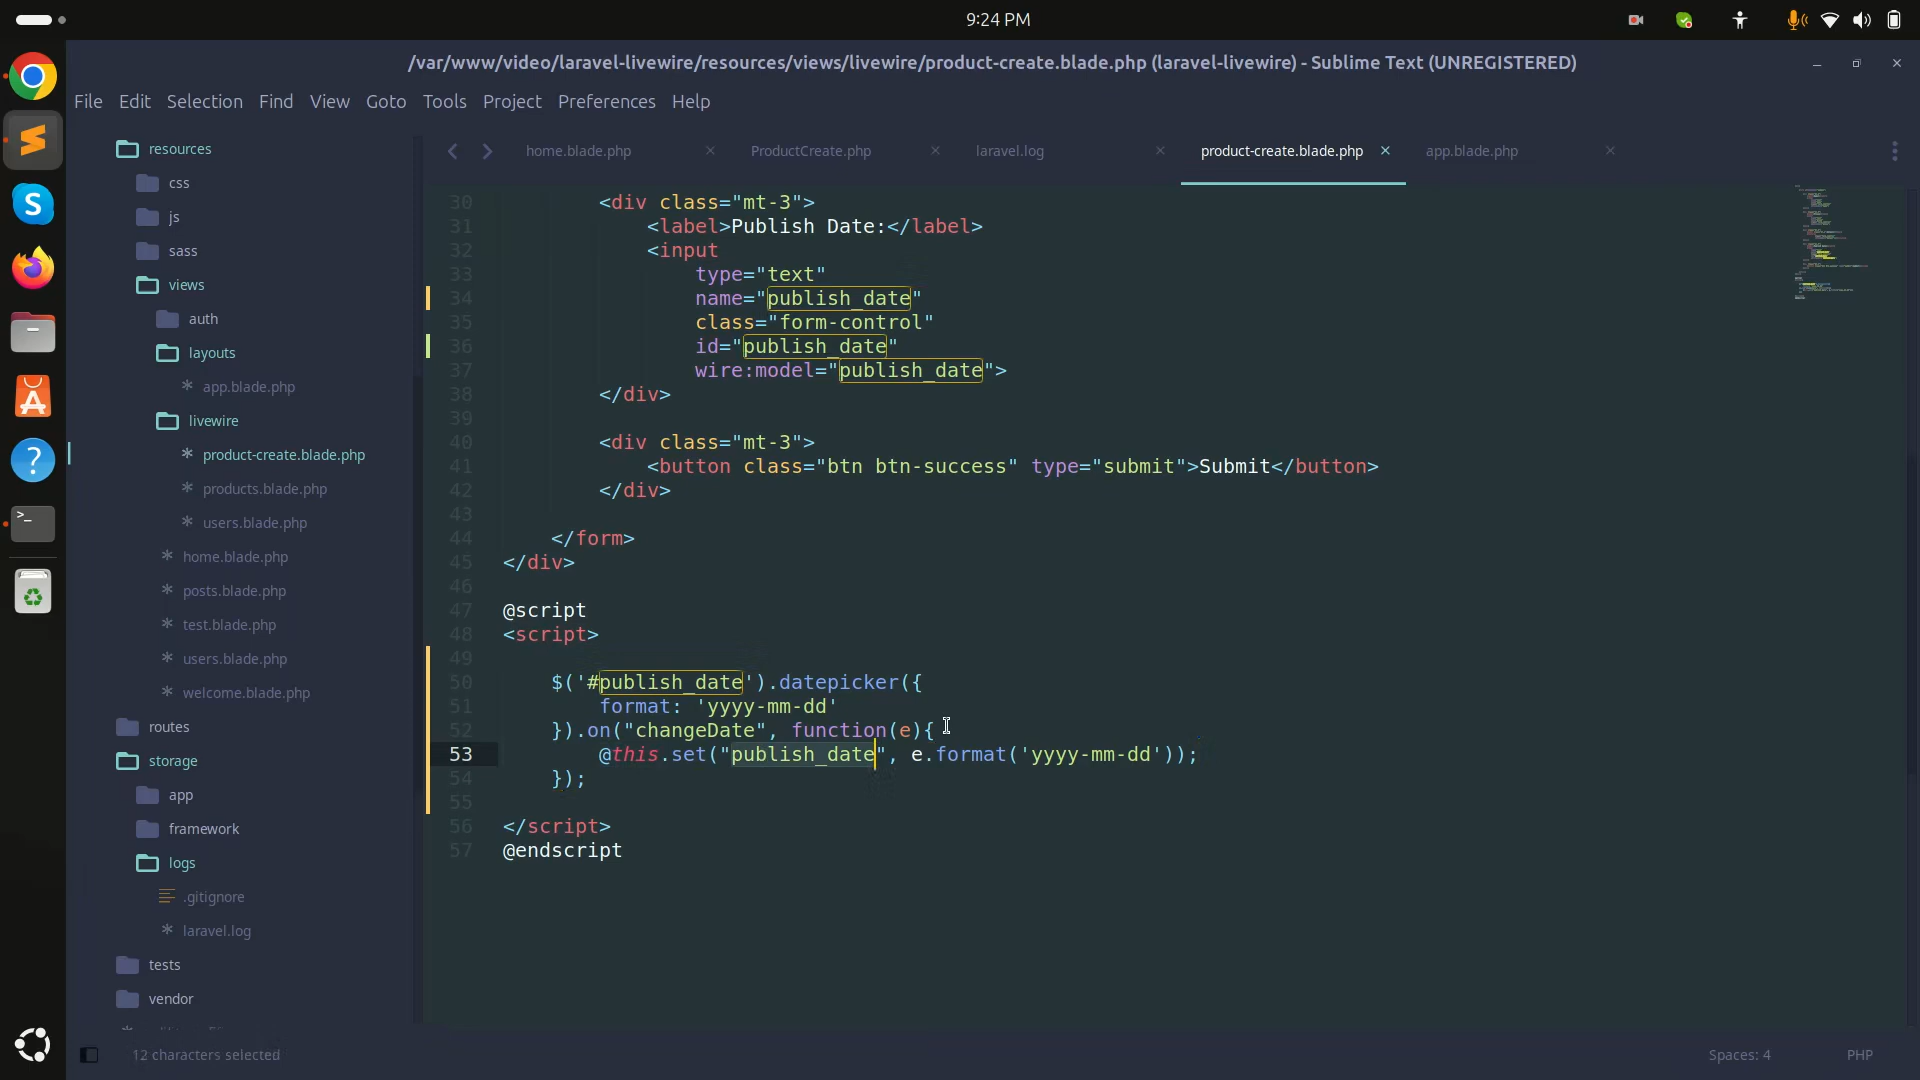 9:24 PM
/var/www/video/laravel-livewire/resources/views/livewire/product-create.blade.php (laravel-livewire) - Sublime Text (UNREGISTERED)
File Edit Selection Find View Goto Tools Project Preferences Help
resources
css
js
sass
views
auth
layouts
app.blade.php
livewire
product-create.blade.php
products.blade.php
users.blade.php
home.blade.php
posts.blade.php
test.blade.php
users.blade.php
welcome.blade.php
routes
storage
app
framework
logs
.gitignore
laravel.log
tests
vendor
home.blade.php ProductCreate.php laravel.log product-create.blade.php app.blade.php
30 <div class="mt-3">
31 <label>Publish Date:</label>
32 <input
33 type="text"
34 name="publish_date"
35 class="form-control"
36 id="publish_date"
37 wire:model="publish_date">
38 </div>
39
40 <div class="mt-3">
41 <button class="btn btn-success" type="submit">Submit</button>
42 </div>
43
44 </form>
45 </div>
46
47 @script
48 <script>
49
50 $('#publish_date').datepicker({
51 format: 'yyyy-mm-dd'
52 }).on("changeDate", function(e){
53 @this.set("publish_date", e.format('yyyy-mm-dd'));
54 });
55
56 </script>
57 @endscript
12 characters selected
Spaces: 4 PHP